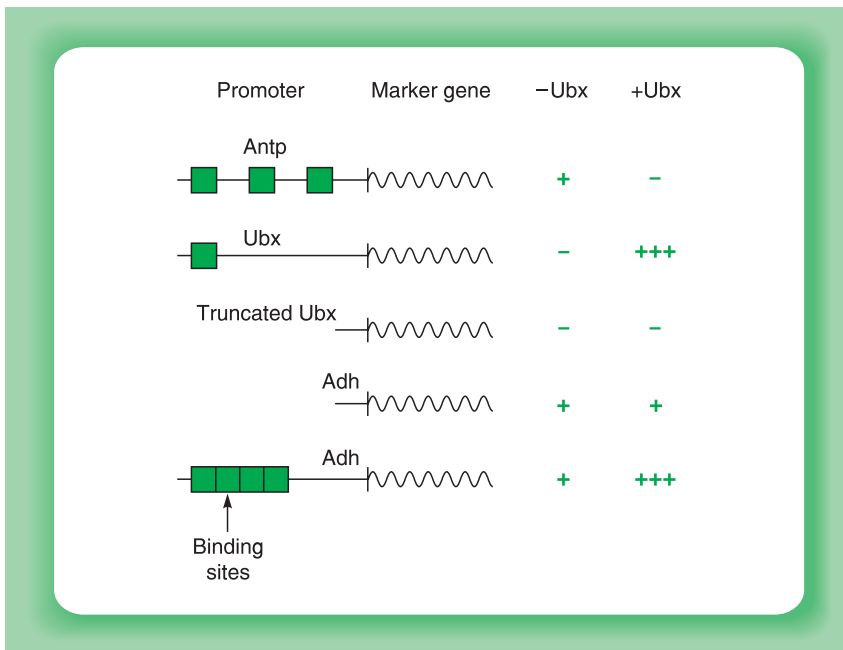 Promoter Marker gene −Ubx +Ubx
Antp
+ −
Ubx
− +++
Truncated Ubx
− −
Adh
+ +
Adh
+ +++
Binding
sites